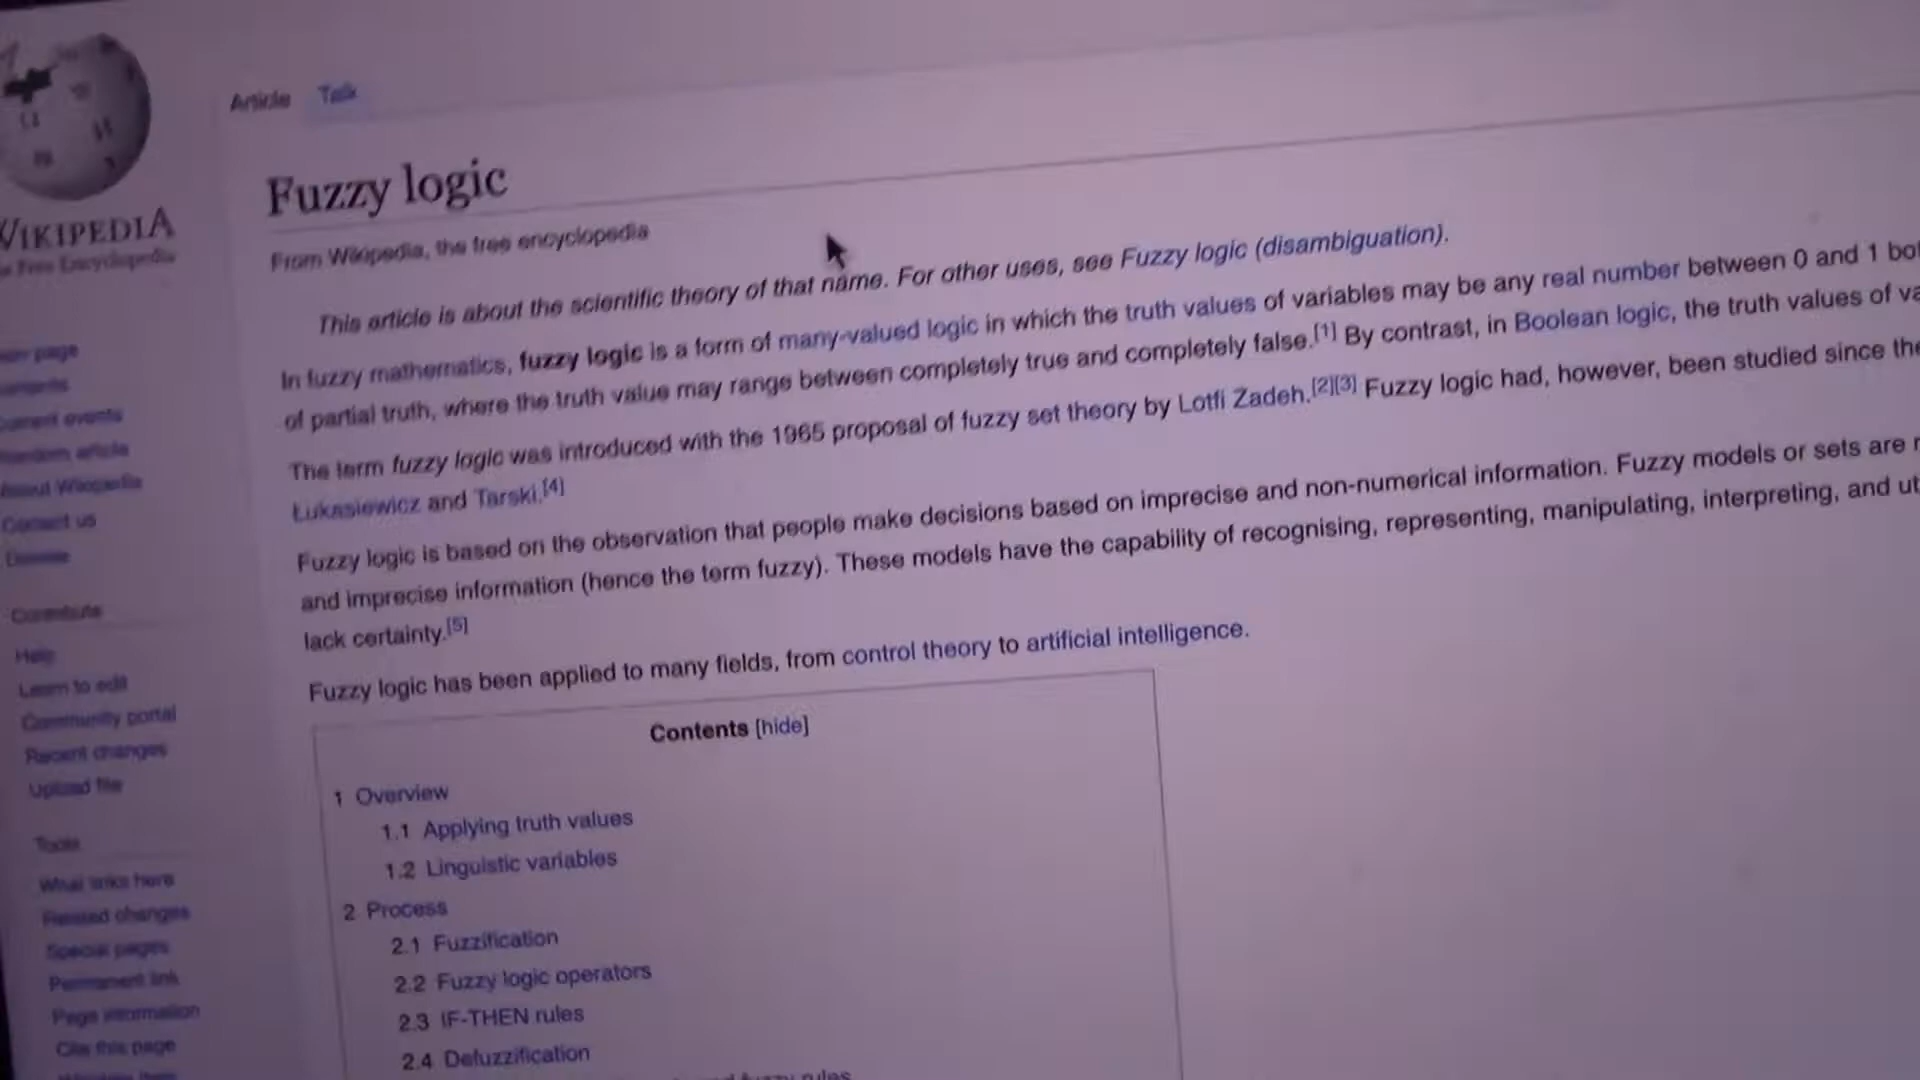 WIKIPEDIA
The Free Encyclopedia
Article Talk
Fuzzy logic
From Wikipedia, the free encyclopedia
This article is about the scientific theory of that name. For other uses, see Fuzzy logic (disambiguation).
In fuzzy mathematics, fuzzy logic is a form of many-valued logic in which the truth values of variables may be any real number between 0 and 1
of partial truth, where the truth value may range between completely true and completely false.[1] By contrast, in Boolean logic, the truth values of
The term fuzzy logic was introduced with the 1965 proposal of fuzzy set theory by Lotfi Zadeh.[2][3] Fuzzy logic had, however, been studied since the
Łukasiewicz and Tarski.[4]
Fuzzy logic is based on the observation that people make decisions based on imprecise and non-numerical information. Fuzzy models or sets are
and imprecise information (hence the term fuzzy). These models have the capability of recognising, representing, manipulating, interpreting, and
lack certainty.[5]
Fuzzy logic has been applied to many fields, from control theory to artificial intelligence.
Contents [hide]
1 Overview
1.1 Applying truth values
1.2 Linguistic variables
2 Process
2.1 Fuzzification
2.2 Fuzzy logic operators
2.3 IF-THEN rules
2.4 Defuzzification
fuzzy rules
page
Current events
Random article
About Wikipedia
Contact us
Donate
Contribute
Help
Learn to edit
Community portal
Recent changes
Upload file
Tools
What links here
Related changes
Special pages
Permanent link
Page information
Cite this page